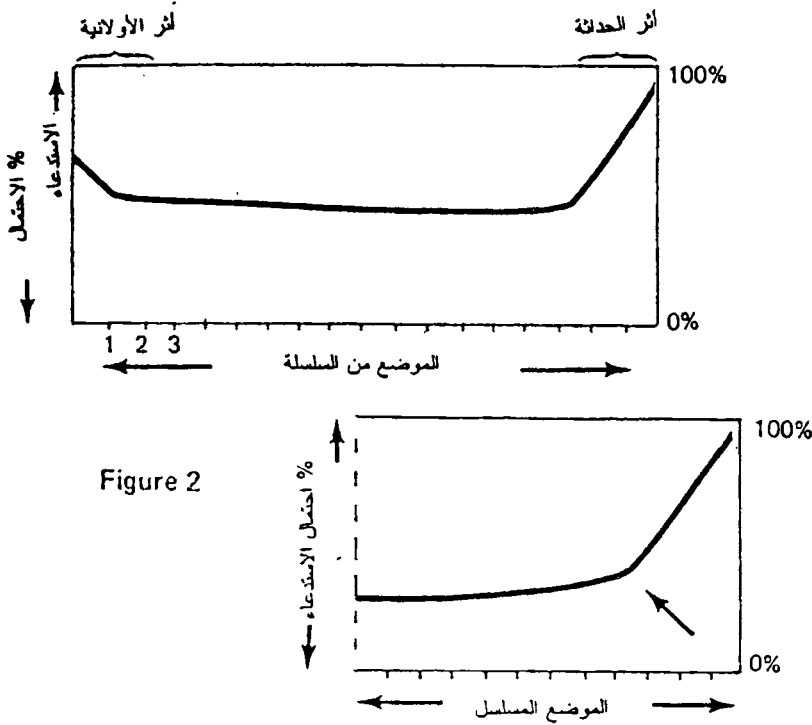 أثر الأولانية
أثر الحداثة
100%
الاحتمال %
الاستدعاء
0%
1 2 3
الموضع من السلسلة
100%
Figure 2
احتمال الاستدعاء %
0%
الموضع المسلسل